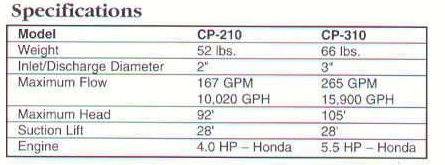 Specifications
Model CP-210 CP-310
Weight 52 lbs. 66 lbs.
Inlet/Discharge Diameter 2" 3"
Maximum Flow 167 GPM 265 GPM
10,020 GPH 15,900 GPH
Maximum Head 92' 105'
Suction Lift 28' 28'
Engine 4.0 HP – Honda 5.5 HP – Honda